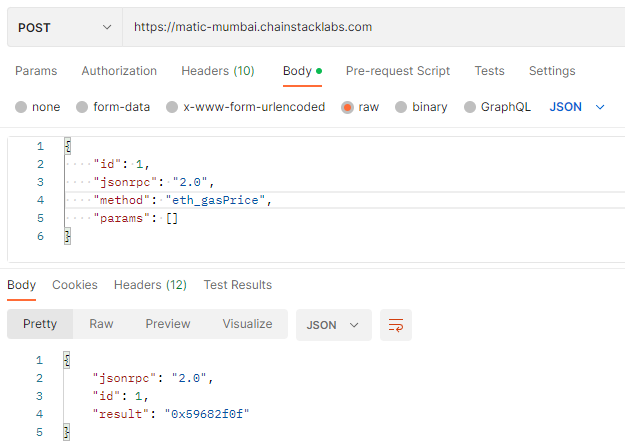 POST https://matic-mumbai.chainstacklabs.com
Params Authorization Headers (10) Body Pre-request Script Tests Settings
none form-data x-www-form-urlencoded raw binary GraphQL JSON
1 {
2 "id": 1,
3 "jsonrpc": "2.0",
4 "method": "eth_gasPrice",
5 "params": []
6 }
Body Cookies Headers (12) Test Results
Pretty Raw Preview Visualize JSON
1 {
2 "jsonrpc": "2.0",
3 "id": 1,
4 "result": "0x59682f0f"
5 }